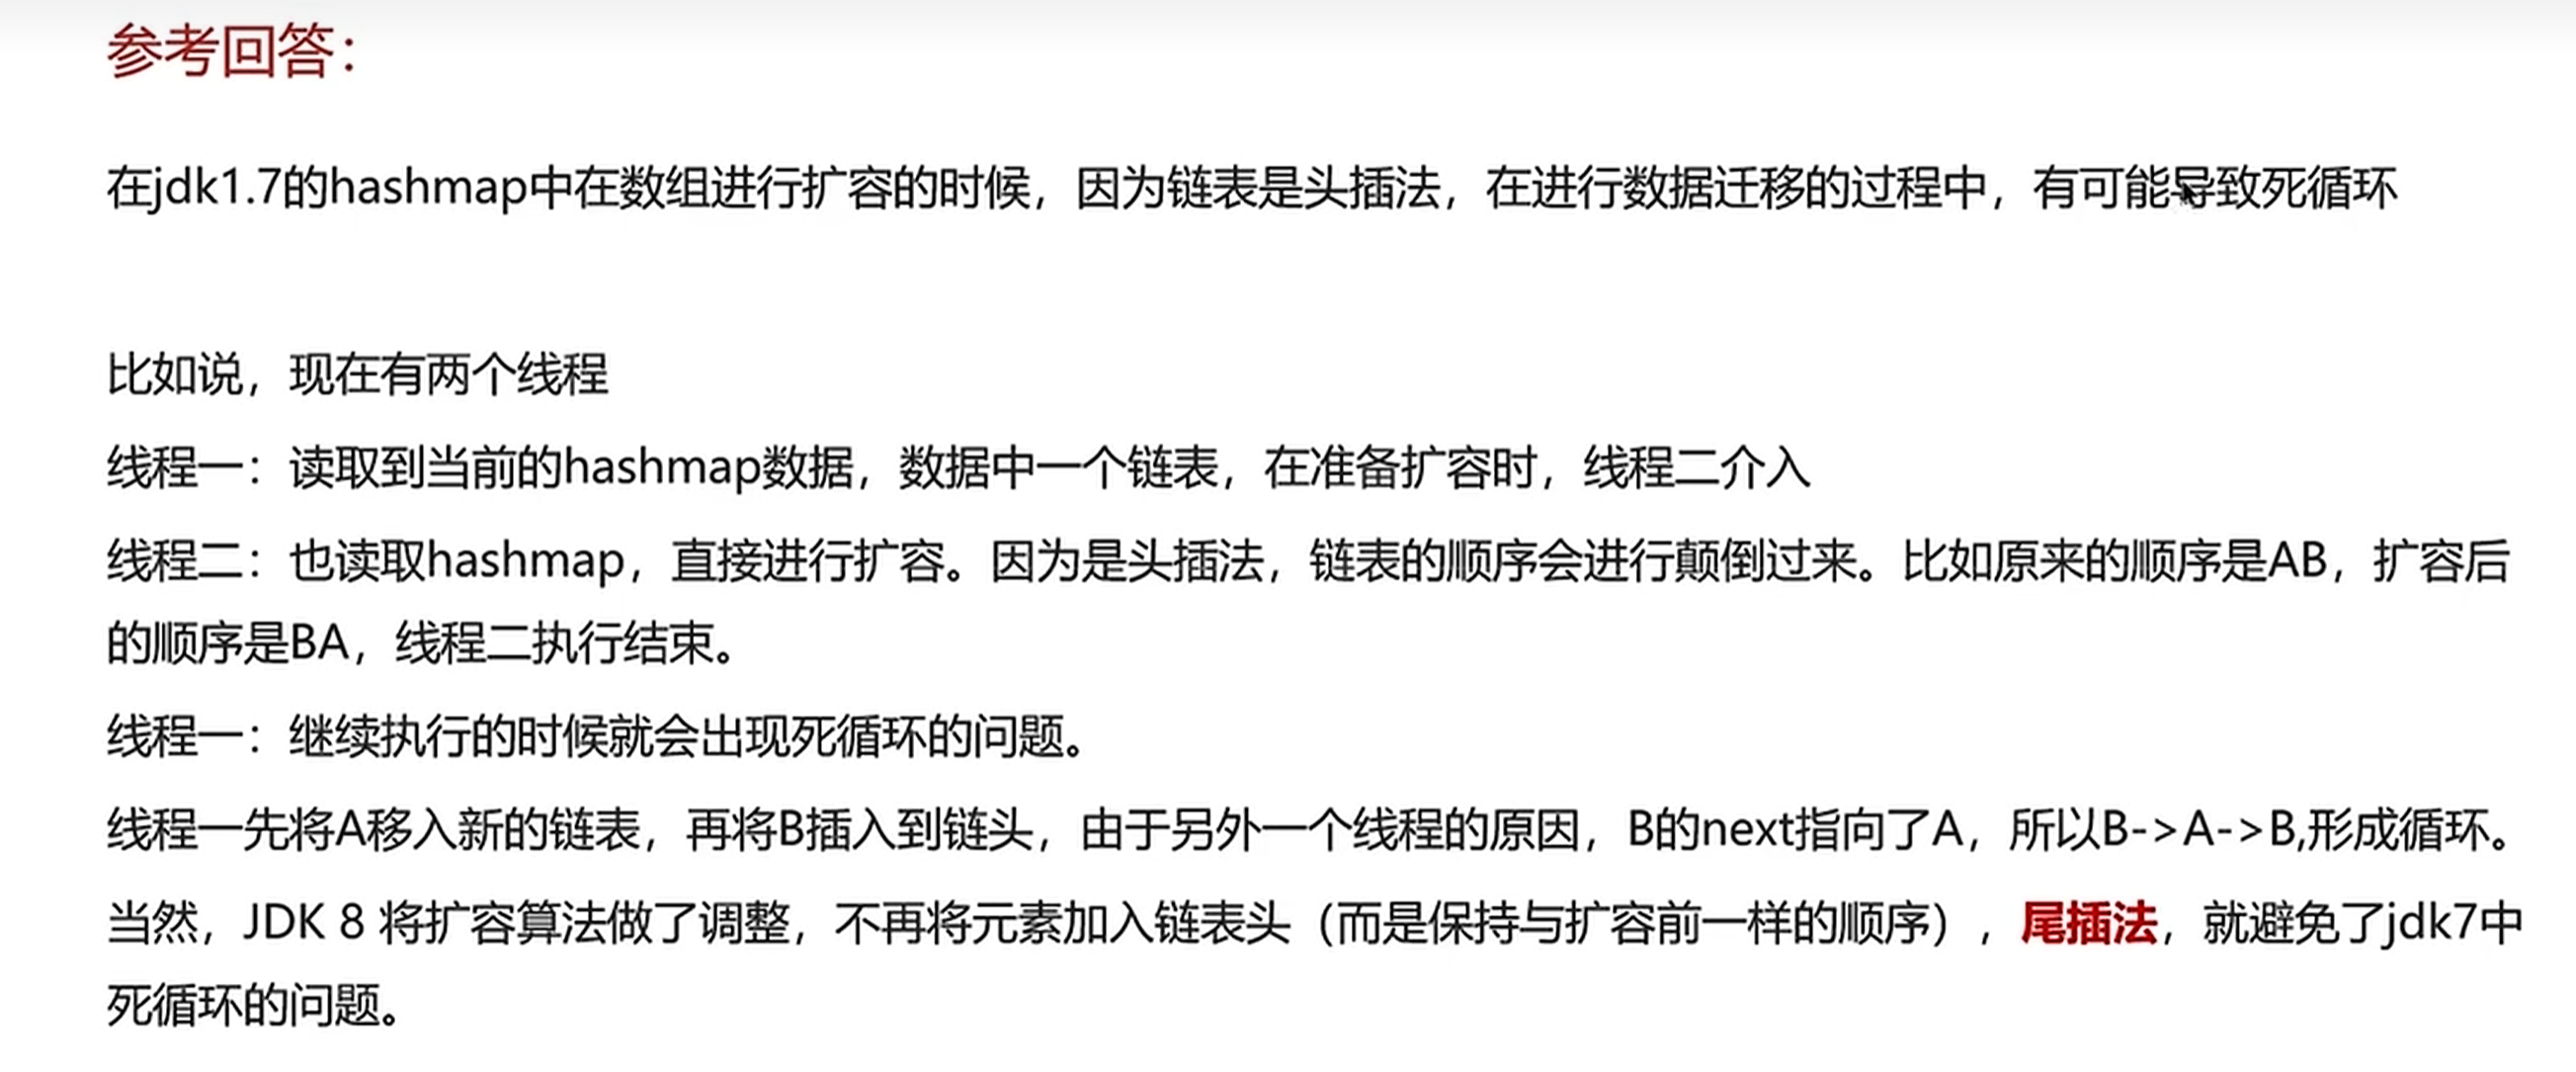 参考回答：
在jdk1.7的hashmap中在数组进行扩容的时候，因为链表是头插法，在进行数据迁移的过程中，有可能导致死循环
比如说，现在有两个线程
线程一：读取到当前的hashmap数据，数据中一个链表，在准备扩容时，线程二介入
线程二：也读取hashmap，直接进行扩容。因为是头插法，链表的顺序会进行颠倒过来。比如原来的顺序是AB，扩容后
的顺序是BA，线程二执行结束。
线程一：继续执行的时候就会出现死循环的问题。
线程一先将A移入新的链表，再将B插入到链头，由于另外一个线程的原因，B的next指向了A，所以B->A->B,形成循环。
当然，JDK 8 将扩容算法做了调整，不再将元素加入链表头（而是保持与扩容前一样的顺序），尾插法，就避免了jdk7中
死循环的问题。